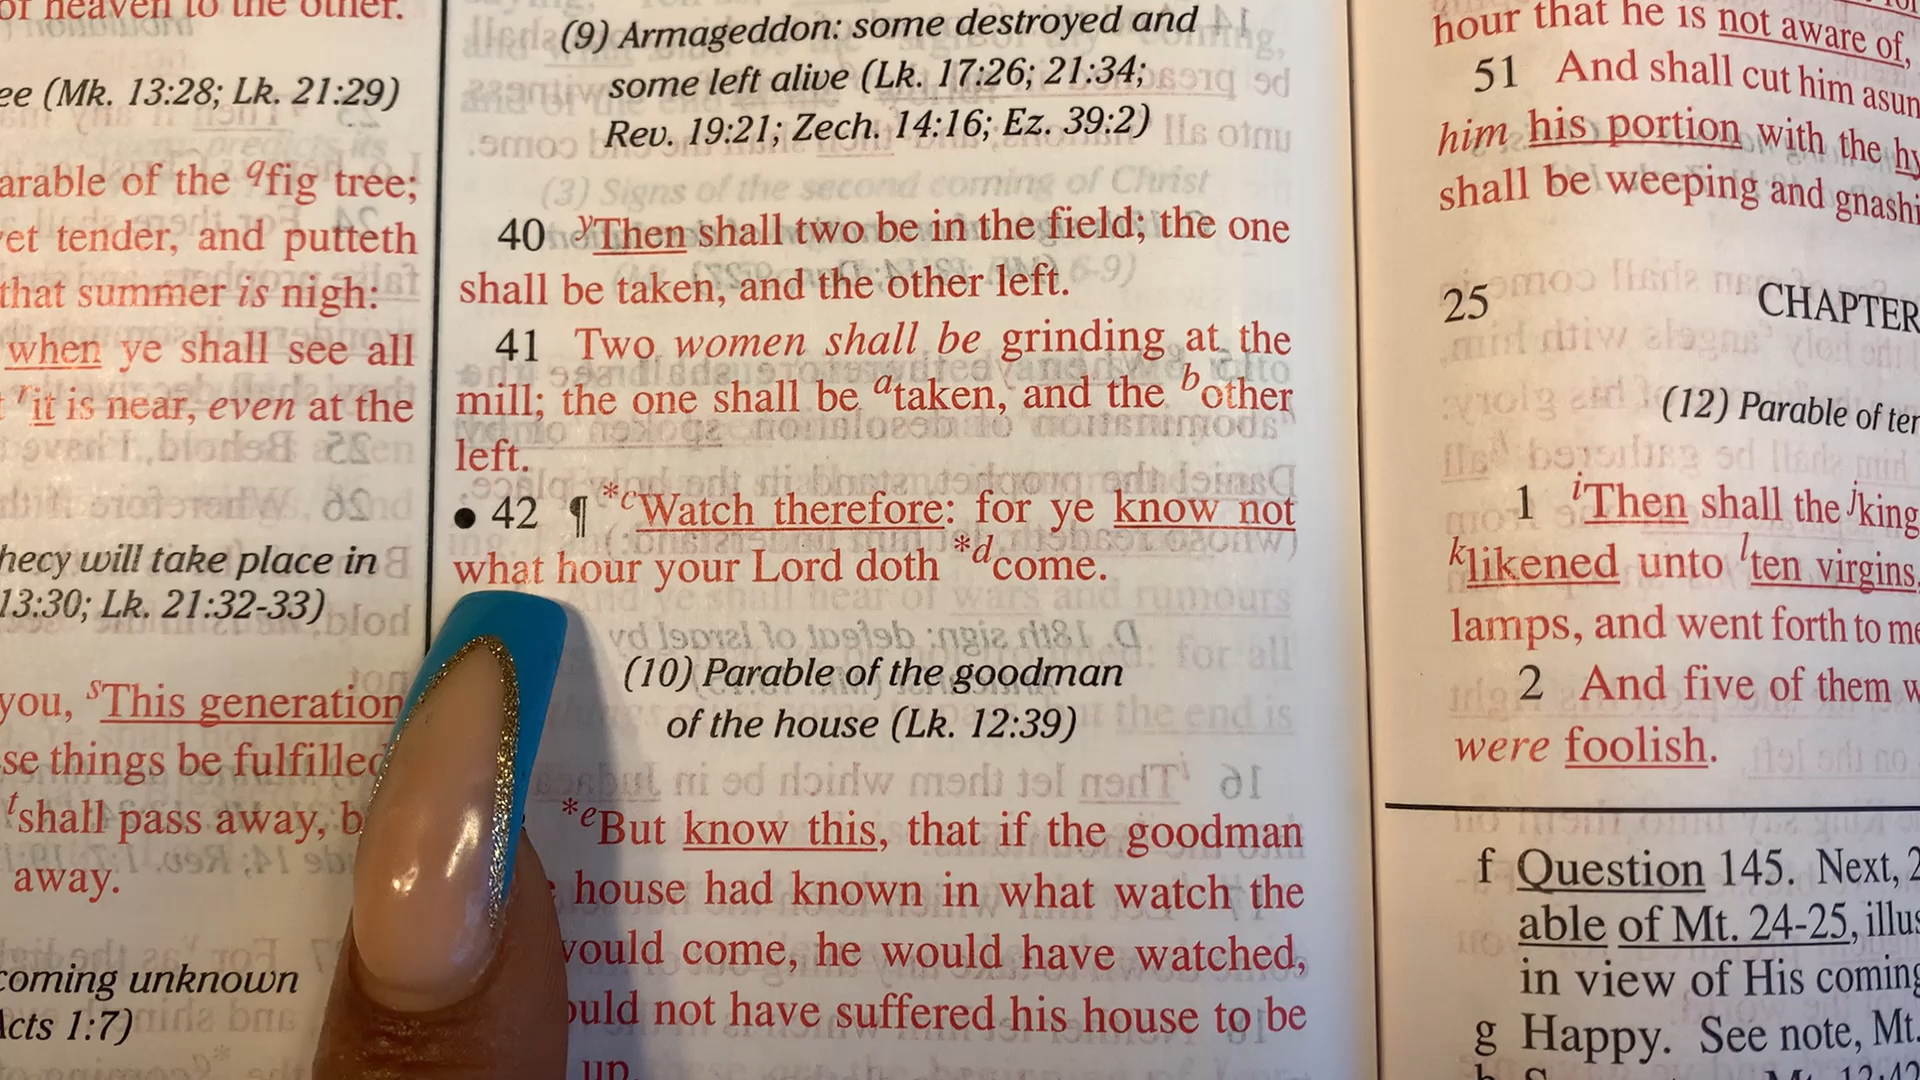 of heaven to the other.
ee (Mk. 13:28; Lk. 21:29)
arable of the qfig tree;
et tender, and putteth
that summer is nigh:
when ye shall see all
rit is near, even at the
hecy will take place in
13:30; Lk. 21:32-33)
you, sThis generation
se things be fulfilled
tshall pass away, b
away.
coming unknown
Acts 1:7)
(9) Armageddon: some destroyed and
some left alive (Lk. 17:26; 21:34;
Rev. 19:21; Zech. 14:16; Ez. 39:2)
40 yThen shall two be in the field; the one
shall be taken, and the other left.
41 Two women shall be grinding at the
mill; the one shall be ataken, and the bother
left.
● 42 ¶ *cWatch therefore: for ye know not
what hour your Lord doth *dcome.
(10) Parable of the goodman
of the house (Lk. 12:39)
*eBut know this, that if the goodman
house had known in what watch the
would come, he would have watched,
ould not have suffered his house to be
up.
hour that he is not aware of,
51 And shall cut him asun
him his portion with the hy
shall be weeping and gnashi
25 CHAPTER
(12) Parable of ten
1 iThen shall the jking
klikened unto lten virgins,
lamps, and went forth to me
2 And five of them w
were foolish.
f Question 145. Next, 2
able of Mt. 24-25, illus
in view of His coming
g Happy. See note, Mt.